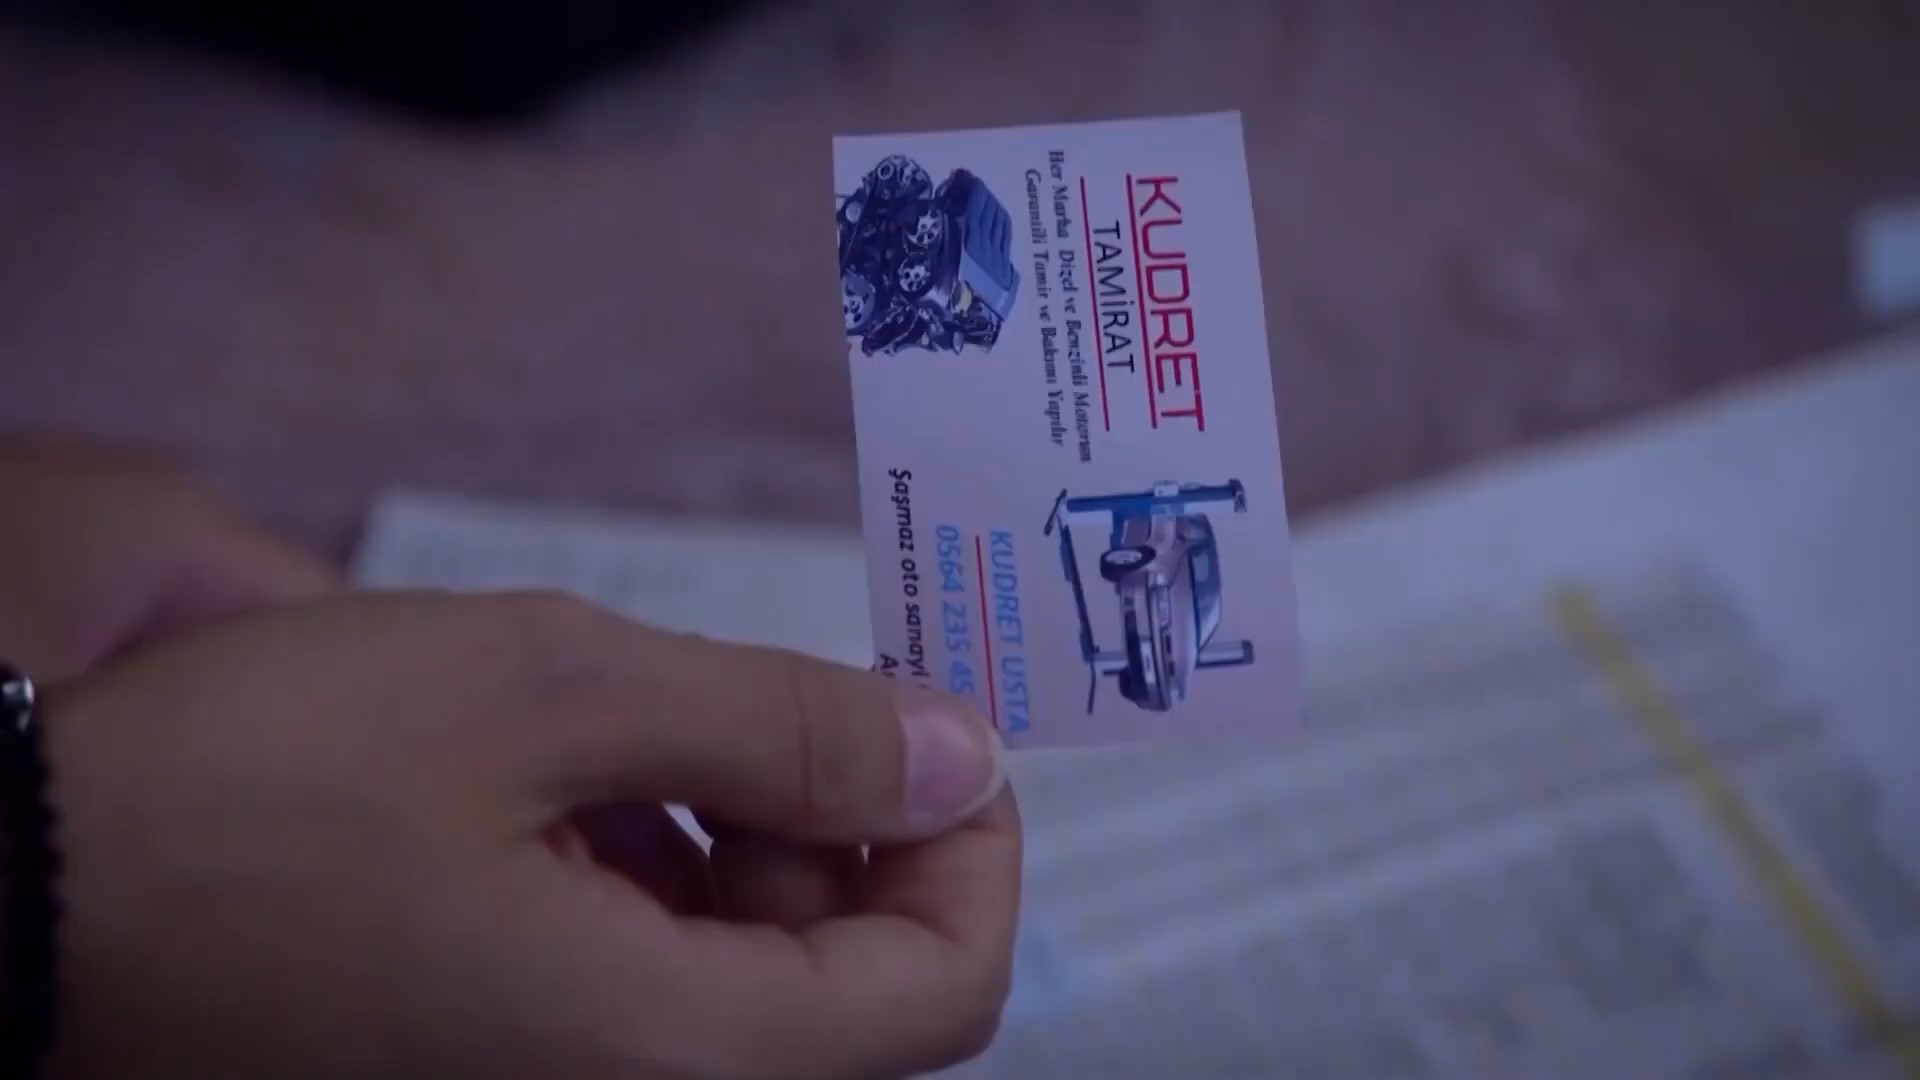 KUDRET
TAMİRAT
Her Marka Dizel ve Benzinli Motorun
Garantili Tamir ve Bakımı Yapılır
KUDRET USTA
0564 235 45
Şaşmaz oto sanayi